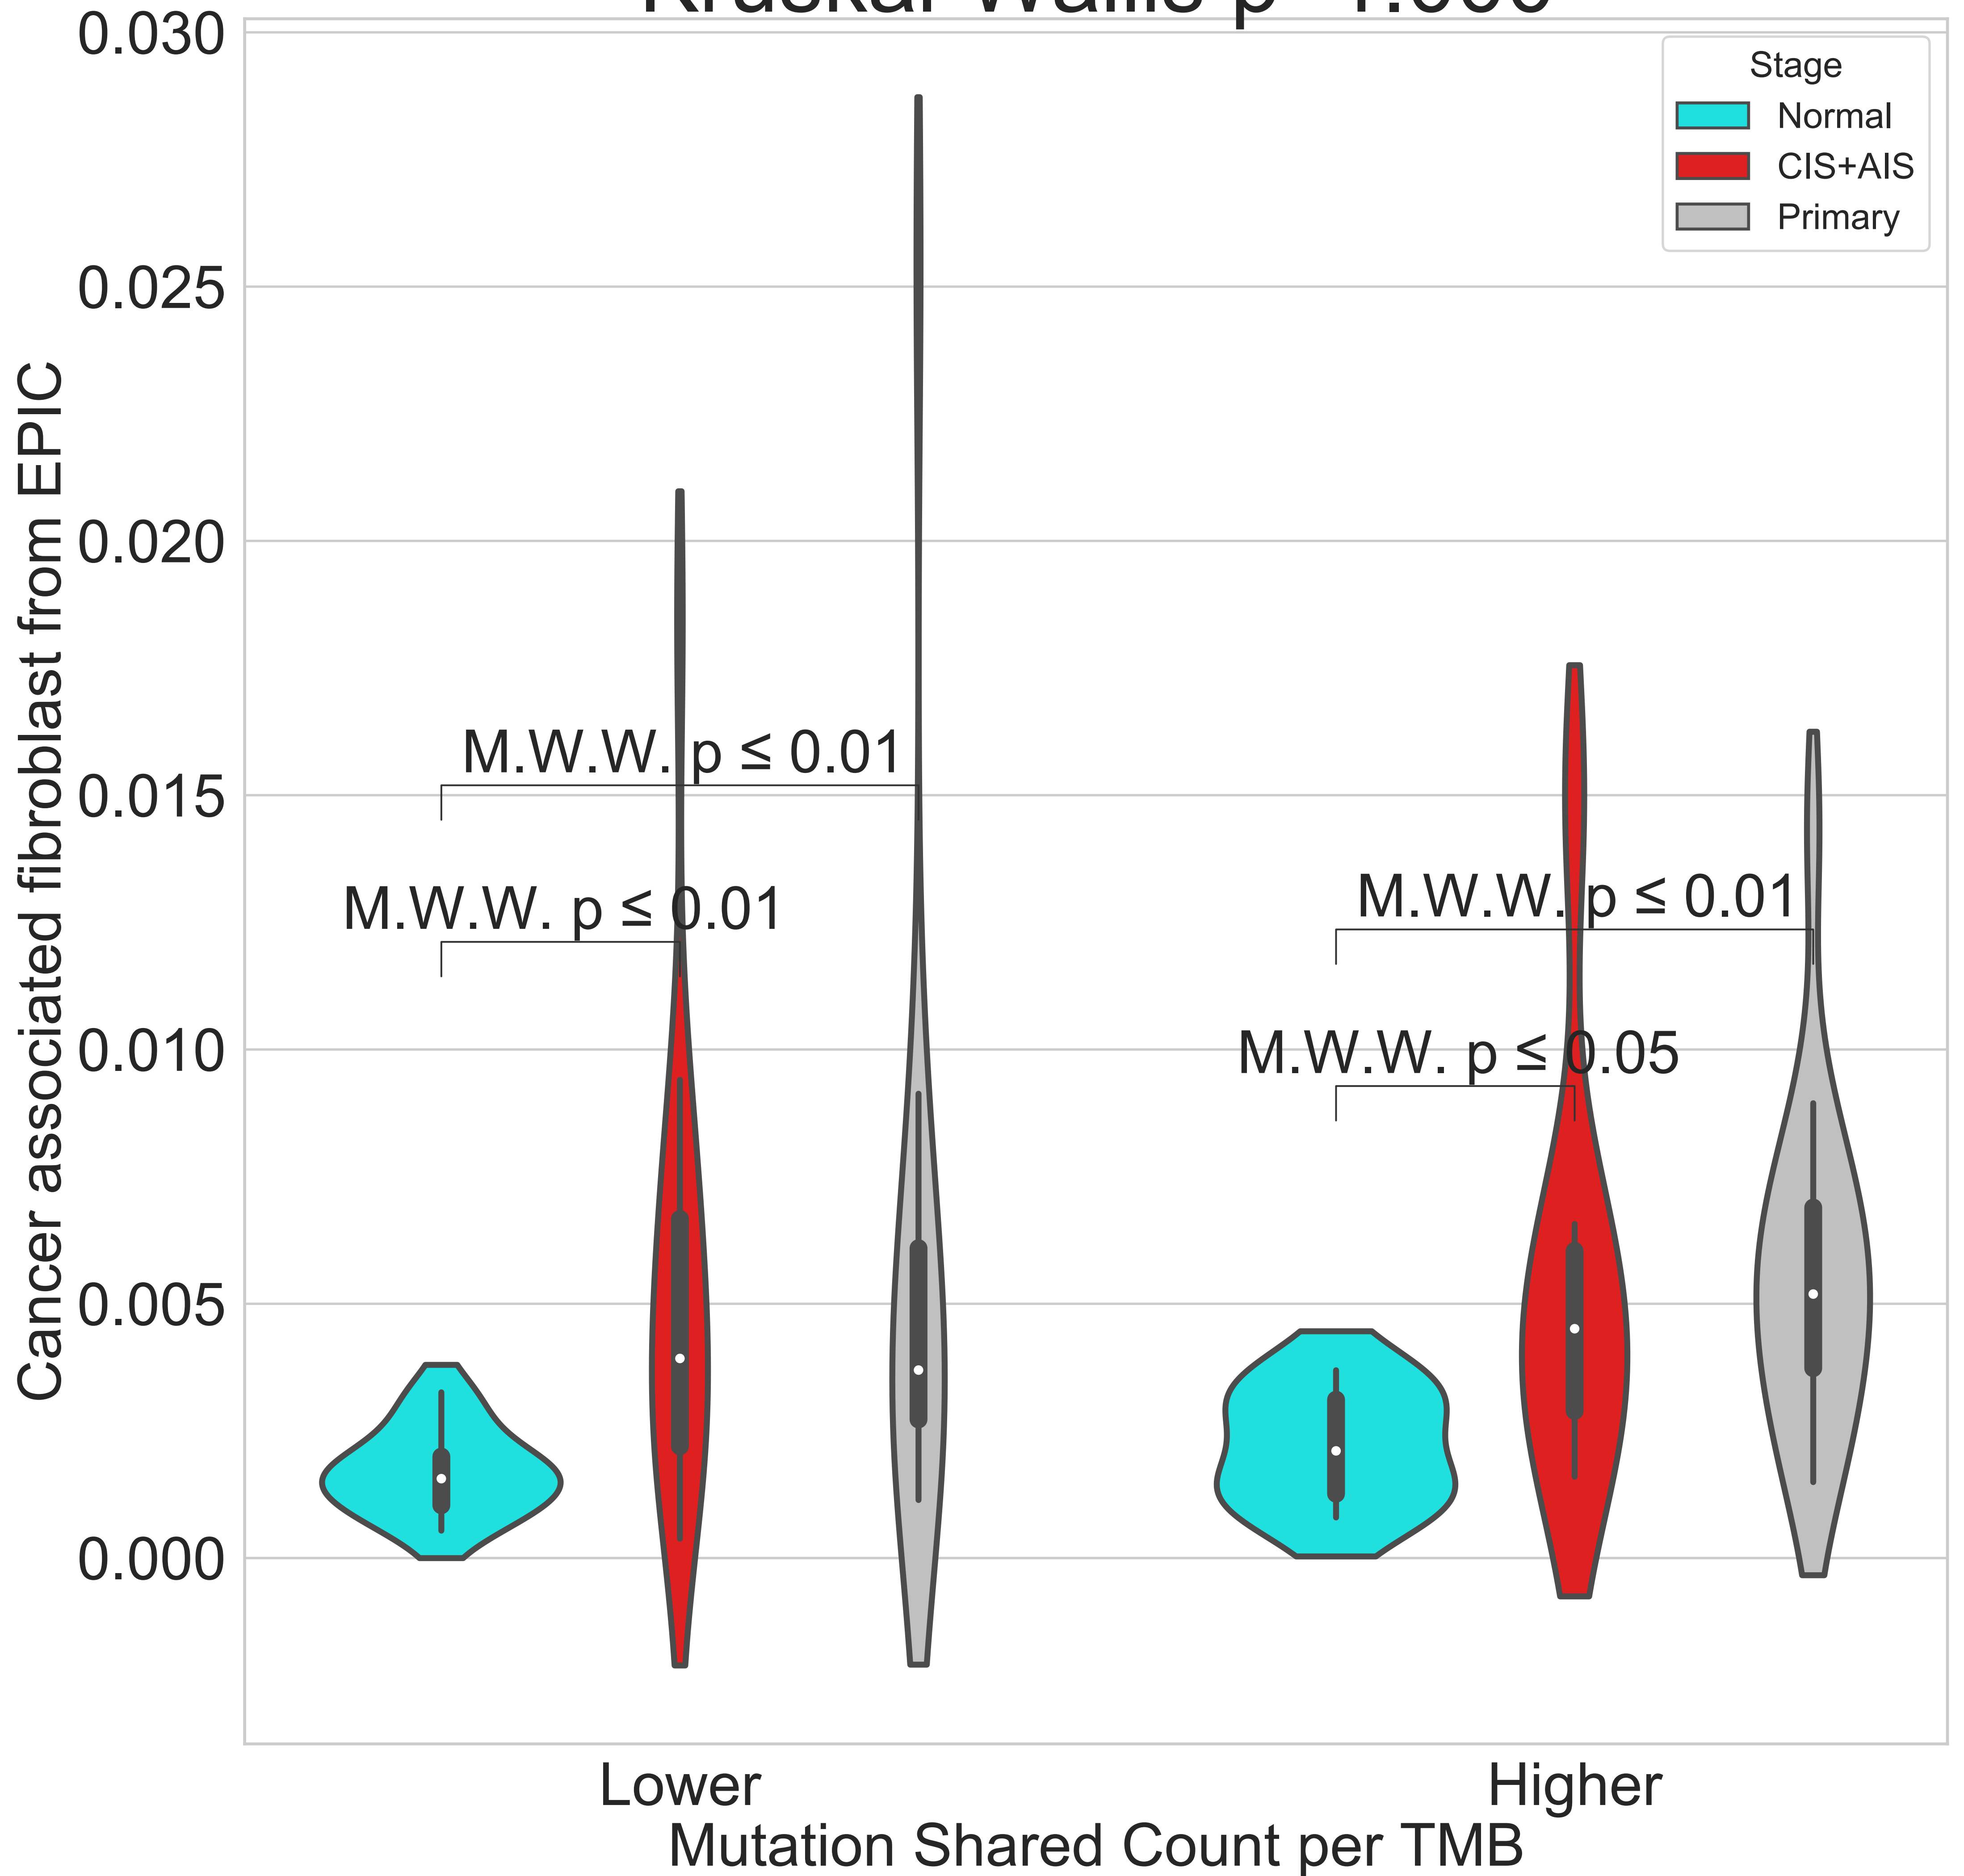 0.030
0.025
0.020
0.015
0.010
0.005
0.000
Cancer associated fibroblast from EPIC
Stage
Normal
CIS+AIS
Primary
M.W.W. p ≤ 0.01
M.W.W. p ≤ 0.01
M.W.W. p ≤ 0.01
M.W.W. p ≤ 0.05
Lower
Higher
Mutation Shared Count per TMB